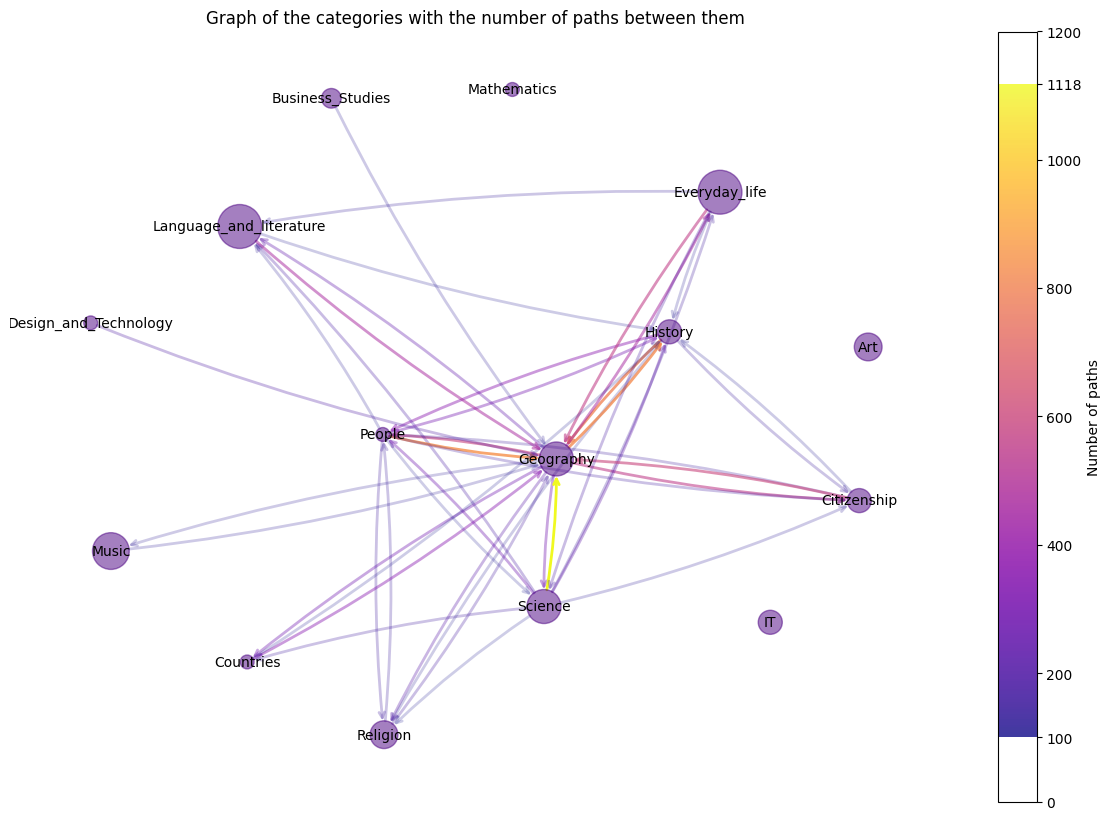 Graph of the categories with the number of paths between them
1200
Mathematics
Business_Studies
1118
1000
Everyday_life
Language_and_literature
800
Design_and_Technology
History
Art
Number of paths
600
People
Geography
Citizenship
400
Music
Science
IT
200
Countries
Religion
100
0